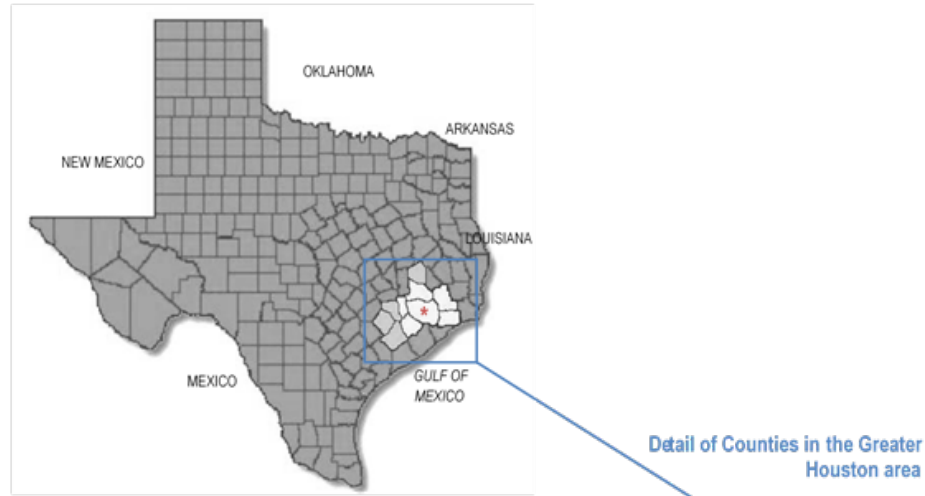 OKLAHOMA
ARKANSAS
NEW MEXICO
LOUISIANA
*
MEXICO
GULF OF
MEXICO
Detail of Counties in the Greater
Houston area